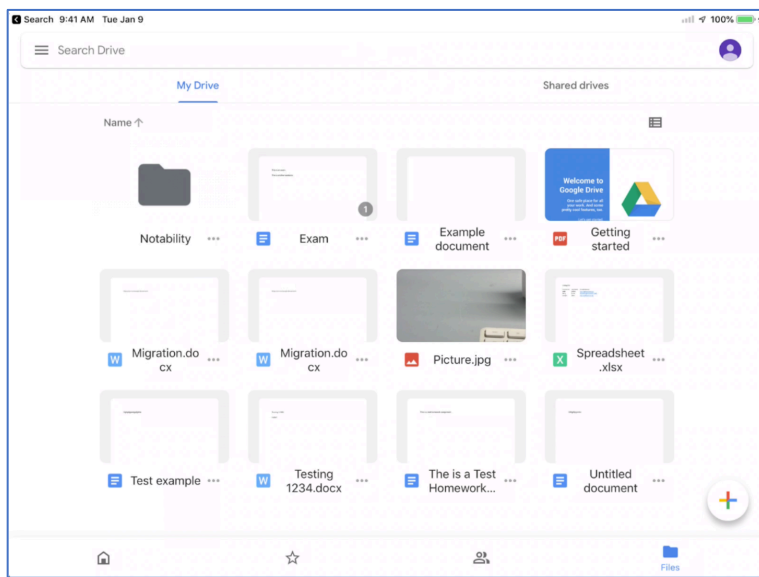 Search 9:41 AM Tue Jan 9
100%
Search Drive
My Drive
Shared drives
Name
1
Welcome to
Google Drive
Notability
Exam
Example
document
PDF
Getting
started
W
Migration.do
cx
W
Migration.do
cx
Picture.jpg
X
Spreadsheet
.xlsx
Test example
W
Testing
1234.docx
The is a Test
Homework...
Untitled
document
Files